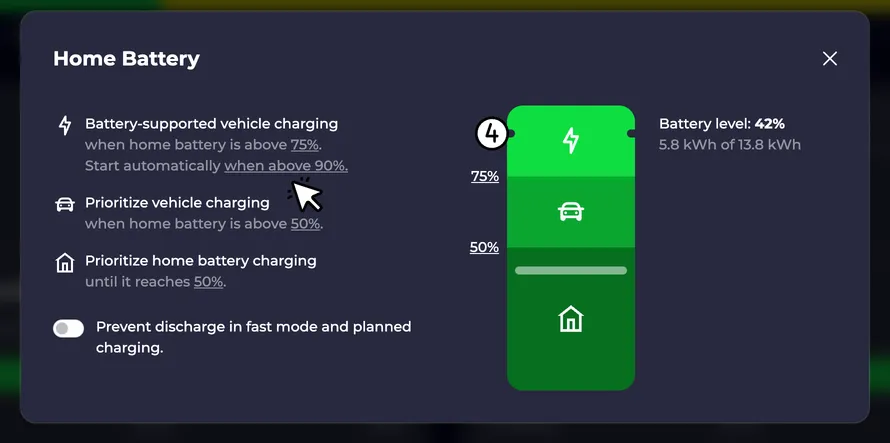 Home Battery
Battery-supported vehicle charging
when home battery is above 75%.
Start automatically when above 90%.
Prioritize vehicle charging
when home battery is above 50%.
Prioritize home battery charging
until it reaches 50%.
Prevent discharge in fast mode and planned
charging.
4
75%
50%
Battery level: 42%
5.8 kWh of 13.8 kWh